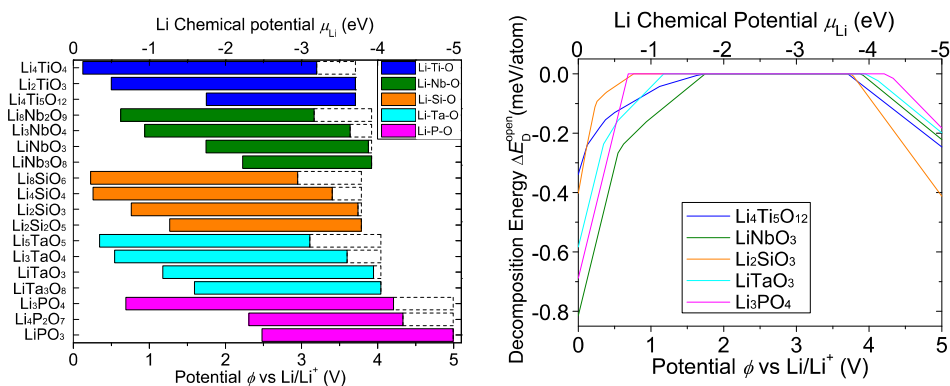 Li Chemical potential μLi (eV)
0 -1 -2 -3 -4 -5
Li₄TiO₄
Li₂TiO₃
Li₄Ti₅O₁₂
Li₈Nb₂O₉
Li₃NbO₄
LiNbO₃
LiNb₃O₈
Li₈SiO₆
Li₄SiO₄
Li₂SiO₃
Li₂Si₂O₅
Li₅TaO₅
Li₃TaO₄
LiTaO₃
LiTa₃O₈
Li₃PO₄
Li₄P₂O₇
LiPO₃
Li-Ti-O
Li-Nb-O
Li-Si-O
Li-Ta-O
Li-P-O
0 1 2 3 4 5
Potential ϕ vs Li/Li⁺ (V)
Li Chemical potential μLi (eV)
0 -1 -2 -3 -4 -5
Decomposition Energy ΔE_D^open (meV/atom)
0.0
-0.2
-0.4
-0.6
-0.8
Li₄Ti₅O₁₂
LiNbO₃
Li₂SiO₃
LiTaO₃
Li₃PO₄
0 1 2 3 4 5
Potential ϕ vs Li/Li⁺ (V)